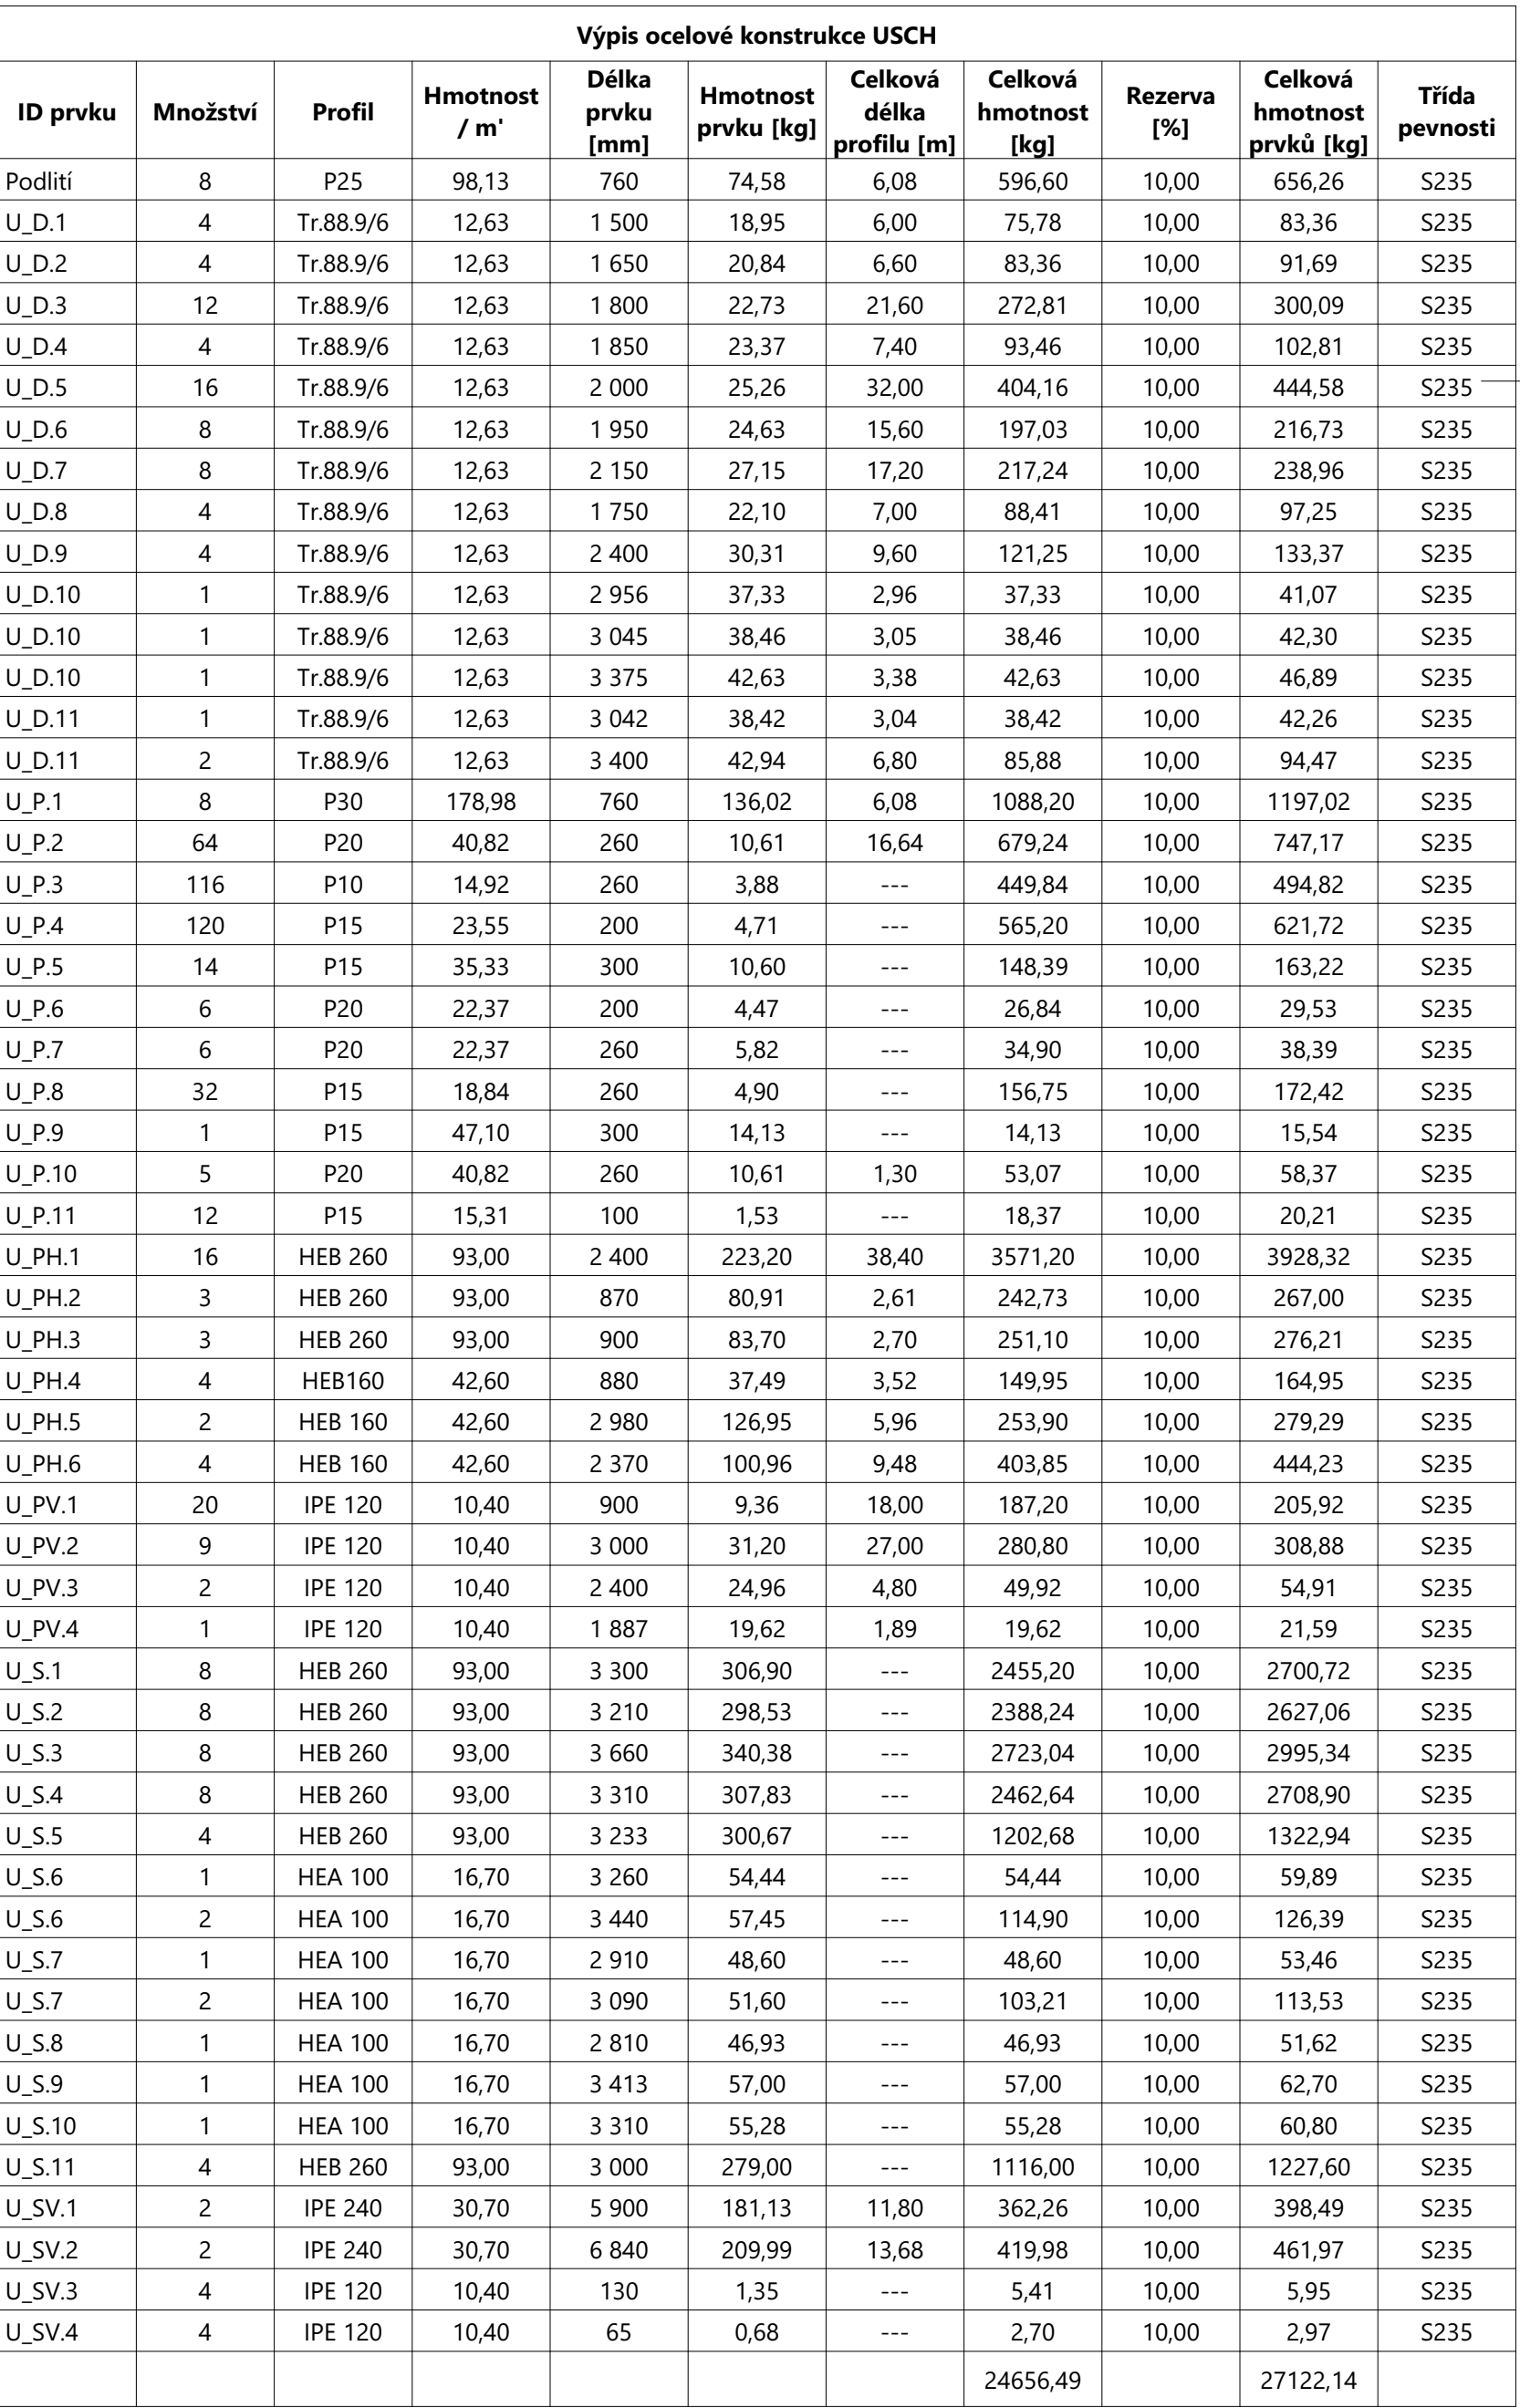 Výpis ocelové konstrukce USCH
ID prvku Množství Profil Hmotnost / m' Délka prvku [mm] Hmotnost prvku [kg] Celková délka profilu [m] Celková hmotnost [kg] Rezerva [%] Celková hmotnost prvků [kg] Třída pevnosti
Podlití 8 P25 98,13 760 74,58 6,08 596,60 10,00 656,26 S235
U_D.1 4 Tr.88.9/6 12,63 1 500 18,95 6,00 75,78 10,00 83,36 S235
U_D.2 4 Tr.88.9/6 12,63 1 650 20,84 6,60 83,36 10,00 91,69 S235
U_D.3 12 Tr.88.9/6 12,63 1 800 22,73 21,60 272,81 10,00 300,09 S235
U_D.4 4 Tr.88.9/6 12,63 1 850 23,37 7,40 93,46 10,00 102,81 S235
U_D.5 16 Tr.88.9/6 12,63 2 000 25,26 32,00 404,16 10,00 444,58 S235
U_D.6 8 Tr.88.9/6 12,63 1 950 24,63 15,60 197,03 10,00 216,73 S235
U_D.7 8 Tr.88.9/6 12,63 2 150 27,15 17,20 217,24 10,00 238,96 S235
U_D.8 4 Tr.88.9/6 12,63 1 750 22,10 7,00 88,41 10,00 97,25 S235
U_D.9 4 Tr.88.9/6 12,63 2 400 30,31 9,60 121,25 10,00 133,37 S235
U_D.10 1 Tr.88.9/6 12,63 2 956 37,33 2,96 37,33 10,00 41,07 S235
U_D.10 1 Tr.88.9/6 12,63 3 045 38,46 3,05 38,46 10,00 42,30 S235
U_D.10 1 Tr.88.9/6 12,63 3 375 42,63 3,38 42,63 10,00 46,89 S235
U_D.11 1 Tr.88.9/6 12,63 3 042 38,42 3,04 38,42 10,00 42,26 S235
U_D.11 2 Tr.88.9/6 12,63 3 400 42,94 6,80 85,88 10,00 94,47 S235
U_P.1 8 P30 178,98 760 136,02 6,08 1088,20 10,00 1197,02 S235
U_P.2 64 P20 40,82 260 10,61 16,64 679,24 10,00 747,17 S235
U_P.3 116 P10 14,92 260 3,88 --- 449,84 10,00 494,82 S235
U_P.4 120 P15 23,55 200 4,71 --- 565,20 10,00 621,72 S235
U_P.5 14 P15 35,33 300 10,60 --- 148,39 10,00 163,22 S235
U_P.6 6 P20 22,37 200 4,47 --- 26,84 10,00 29,53 S235
U_P.7 6 P20 22,37 260 5,82 --- 34,90 10,00 38,39 S235
U_P.8 32 P15 18,84 260 4,90 --- 156,75 10,00 172,42 S235
U_P.9 1 P15 47,10 300 14,13 --- 14,13 10,00 15,54 S235
U_P.10 5 P20 40,82 260 10,61 1,30 53,07 10,00 58,37 S235
U_P.11 12 P15 15,31 100 1,53 --- 18,37 10,00 20,21 S235
U_PH.1 16 HEB 260 93,00 2 400 223,20 38,40 3571,20 10,00 3928,32 S235
U_PH.2 3 HEB 260 93,00 870 80,91 2,61 242,73 10,00 267,00 S235
U_PH.3 3 HEB 260 93,00 900 83,70 2,70 251,10 10,00 276,21 S235
U_PH.4 4 HEB160 42,60 880 37,49 3,52 149,95 10,00 164,95 S235
U_PH.5 2 HEB 160 42,60 2 980 126,95 5,96 253,90 10,00 279,29 S235
U_PH.6 4 HEB 160 42,60 2 370 100,96 9,48 403,85 10,00 444,23 S235
U_PV.1 20 IPE 120 10,40 900 9,36 18,00 187,20 10,00 205,92 S235
U_PV.2 9 IPE 120 10,40 3 000 31,20 27,00 280,80 10,00 308,88 S235
U_PV.3 2 IPE 120 10,40 2 400 24,96 4,80 49,92 10,00 54,91 S235
U_PV.4 1 IPE 120 10,40 1 887 19,62 1,89 19,62 10,00 21,59 S235
U_S.1 8 HEB 260 93,00 3 300 306,90 --- 2455,20 10,00 2700,72 S235
U_S.2 8 HEB 260 93,00 3 210 298,53 --- 2388,24 10,00 2627,06 S235
U_S.3 8 HEB 260 93,00 3 660 340,38 --- 2723,04 10,00 2995,34 S235
U_S.4 8 HEB 260 93,00 3 310 307,83 --- 2462,64 10,00 2708,90 S235
U_S.5 4 HEB 260 93,00 3 233 300,67 --- 1202,68 10,00 1322,94 S235
U_S.6 1 HEA 100 16,70 3 260 54,44 --- 54,44 10,00 59,89 S235
U_S.6 2 HEA 100 16,70 3 440 57,45 --- 114,90 10,00 126,39 S235
U_S.7 1 HEA 100 16,70 2 910 48,60 --- 48,60 10,00 53,46 S235
U_S.7 2 HEA 100 16,70 3 090 51,60 --- 103,21 10,00 113,53 S235
U_S.8 1 HEA 100 16,70 2 810 46,93 --- 46,93 10,00 51,62 S235
U_S.9 1 HEA 100 16,70 3 413 57,00 --- 57,00 10,00 62,70 S235
U_S.10 1 HEA 100 16,70 3 310 55,28 --- 55,28 10,00 60,80 S235
U_S.11 4 HEB 260 93,00 3 000 279,00 --- 1116,00 10,00 1227,60 S235
U_SV.1 2 IPE 240 30,70 5 900 181,13 11,80 362,26 10,00 398,49 S235
U_SV.2 2 IPE 240 30,70 6 840 209,99 13,68 419,98 10,00 461,97 S235
U_SV.3 4 IPE 120 10,40 130 1,35 --- 5,41 10,00 5,95 S235
U_SV.4 4 IPE 120 10,40 65 0,68 --- 2,70 10,00 2,97 S235
24656,49 27122,14